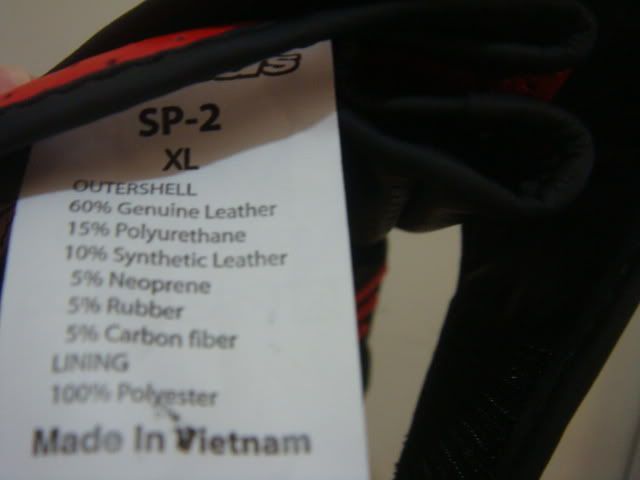 SP-2
XL
OUTERSHELL
60% Genuine Leather
15% Polyurethane
10% Synthetic Leather
5% Neoprene
5% Rubber
5% Carbon fiber
LINING
100% Polyester
Made In Vietnam